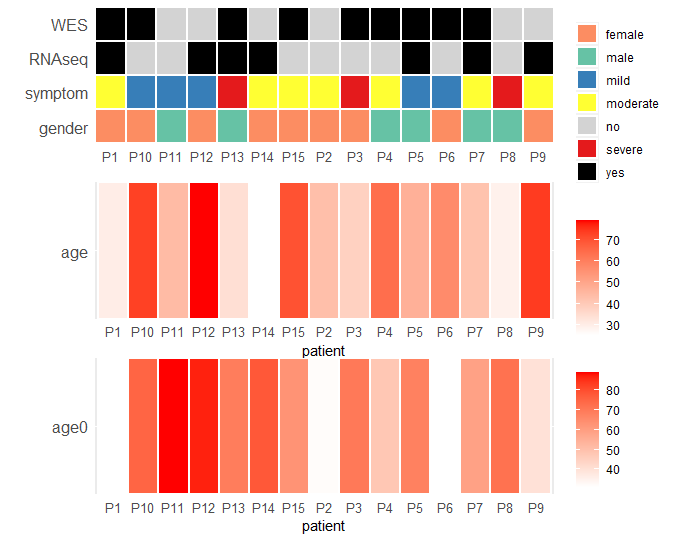 WES
RNAseq
symptom
gender
P1 P10 P11 P12 P13 P14 P15 P2 P3 P4 P5 P6 P7 P8 P9
female
male
mild
moderate
no
severe
yes
age
P1 P10 P11 P12 P13 P14 P15 P2 P3 P4 P5 P6 P7 P8 P9
patient
70
60
50
40
30
age0
P1 P10 P11 P12 P13 P14 P15 P2 P3 P4 P5 P6 P7 P8 P9
patient
80
70
60
50
40